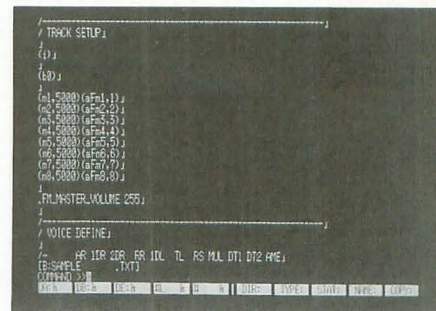 /----------------------------------------------------------------↲
/ TRACK SETUP↲
↲
(i)↲
↲
(b0)↲
↲
(m1,5000)(aFm1,1)↲
(m2,5000)(aFm2,2)↲
(m3,5000)(aFm3,3)↲
(m4,5000)(aFm4,4)↲
(m5,5000)(aFm5,5)↲
(m6,5000)(aFm6,6)↲
(m7,5000)(aFm7,7)↲
(m8,5000)(aFm8,8)↲
↲
.FM_MASTER_VOLUME 255↲
↲
/----------------------------------------------------------------↲
/ VOICE DEFINE↲
↲
/- AR 1DR 2DR RR 1DL TL RS MUL DT1 DT2 AME↲
[B:SAMPLE .TXT]
COMMAND >>
DIR: TYPE: STAT: NAME: COPY: